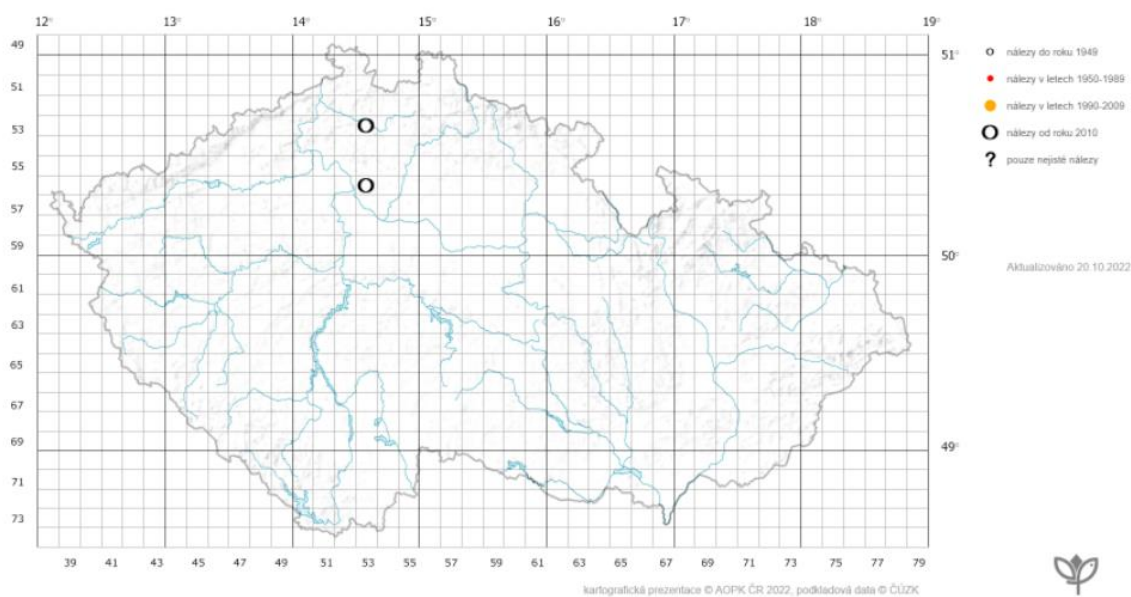 12° 13° 14° 15° 16° 17° 18° 19°
49
51°
51
53
55
57
59
50°
61
63
65
67
69
49°
71
73
39 41 43 45 47 49 51 53 55 57 59 61 63 65 67 69 71 73 75 77 79
nálezy do roku 1949
nálezy v letech 1950-1989
nálezy v letech 1990-2009
nálezy od roku 2010
? pouze nejisté nálezy
Aktualizováno 20.10.2022
kartografická prezentace © AOPK ČR 2022, podkladová data © ČÚZK